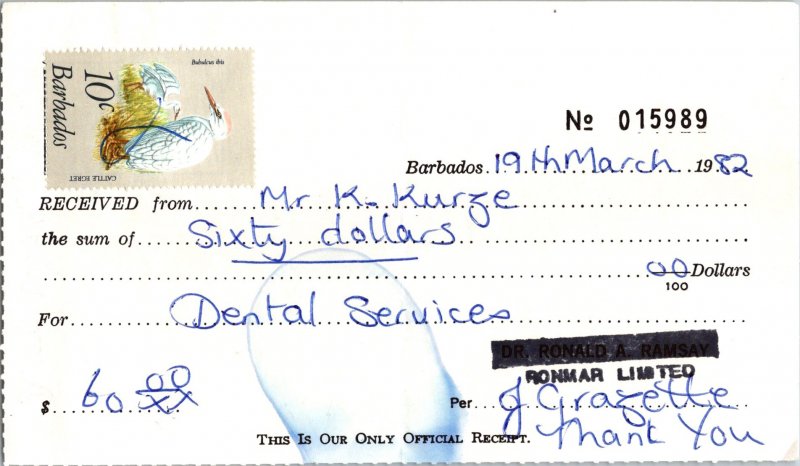 Bubulcus ibis
10c
Barbados
CATTLE EGRET
№ 015989
Barbados 19th March 1982
RECEIVED from Mr K. Kurze
the sum of Sixty dollars
00/100 Dollars
For Dental Services
DR. RONALD A. RAMSAY
RONMAR LIMITED
$ 60 00/xx Per J Grazette
THIS IS OUR ONLY OFFICIAL RECEIPT. Thank You